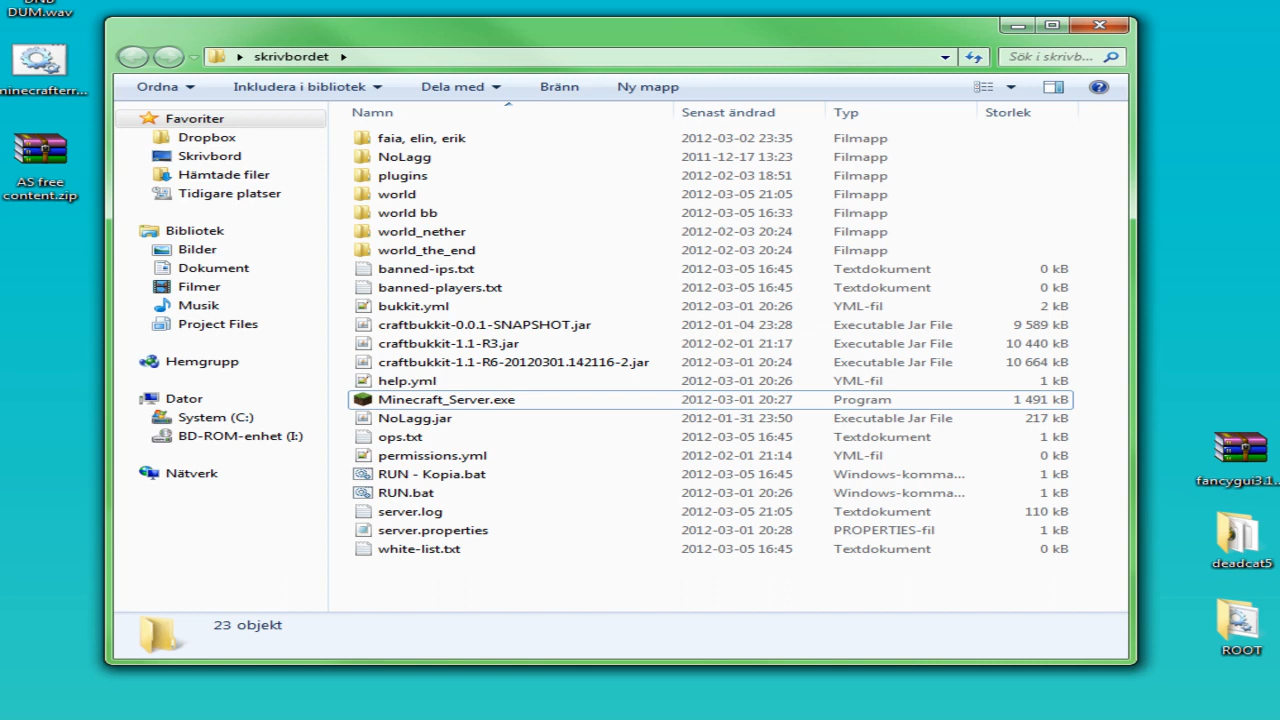 DUM.wav
skrivbordet
Sök i skrivb...
Ordna
Inkludera i bibliotek
Dela med
Bränn
Ny mapp
Namn Senast ändrad Typ Storlek
Favoriter
Dropbox
Skrivbord
Hämtade filer
Tidigare platser
Bibliotek
Bilder
Dokument
Filmer
Musik
Project Files
Hemgrupp
Dator
System (C:)
BD-ROM-enhet (I:)
Nätverk
faia, elin, erik 2012-03-02 23:35 Filmapp
NoLagg 2011-12-17 13:23 Filmapp
plugins 2012-02-03 18:51 Filmapp
world 2012-03-05 21:05 Filmapp
world bb 2012-03-05 16:33 Filmapp
world_nether 2012-02-03 20:24 Filmapp
world_the_end 2012-02-03 20:24 Filmapp
banned-ips.txt 2012-03-05 16:45 Textdokument 0 kB
banned-players.txt 2012-03-05 16:45 Textdokument 0 kB
bukkit.yml 2012-03-01 20:26 YML-fil 2 kB
craftbukkit-0.0.1-SNAPSHOT.jar 2012-01-04 23:28 Executable Jar File 9 589 kB
craftbukkit-1.1-R3.jar 2012-02-01 21:17 Executable Jar File 10 440 kB
craftbukkit-1.1-R6-20120301.142116-2.jar 2012-03-01 20:24 Executable Jar File 10 664 kB
help.yml 2012-03-01 20:26 YML-fil 1 kB
Minecraft_Server.exe 2012-03-01 20:27 Program 1 491 kB
NoLagg.jar 2012-01-31 23:50 Executable Jar File 217 kB
ops.txt 2012-03-05 16:45 Textdokument 1 kB
permissions.yml 2012-02-01 21:14 YML-fil 0 kB
RUN - Kopia.bat 2012-03-05 16:45 Windows-komma... 1 kB
RUN.bat 2012-03-01 20:26 Windows-komma... 1 kB
server.log 2012-03-05 21:05 Textdokument 110 kB
server.properties 2012-03-01 20:28 PROPERTIES-fil 1 kB
white-list.txt 2012-03-05 16:45 Textdokument 0 kB
23 objekt
minecrafterr...
AS free
content.zip
fancygui3.1...
deadcat5
ROOT